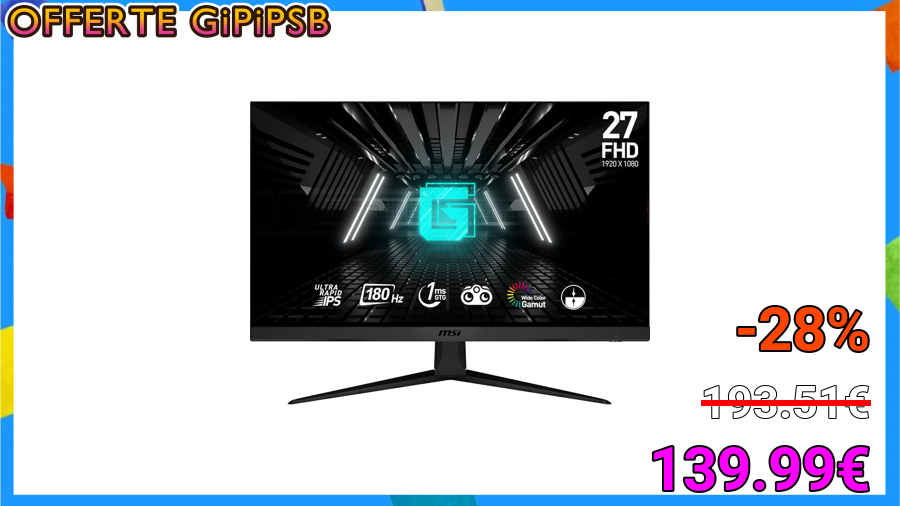 OFFERTE GiPiPSB
27
FHD
1920 X 1080
ULTRA
RAPID
IPS
180 Hz
1ms
GTG
Wide Color
Gamut
msi
-28%
193.51€
139.99€